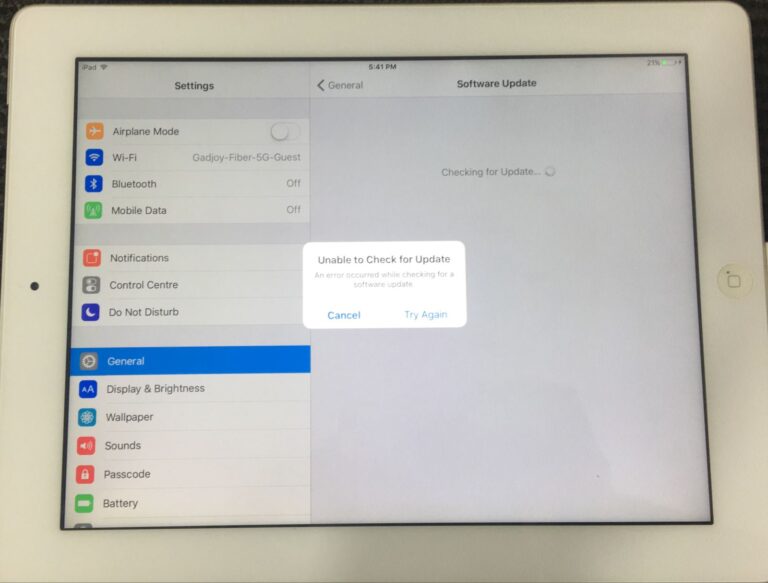 iPad
5:41 PM
21%
Settings
General
Software Update
Airplane Mode
Wi-Fi
Gadjoy-Fiber-5G-Guest
Checking for Update...
Bluetooth
Off
Mobile Data
Off
Notifications
Control Centre
Do Not Disturb
Unable to Check for Update
An error occurred while checking for a
software update.
Cancel
Try Again
General
AA
Display & Brightness
Wallpaper
Sounds
Passcode
Battery